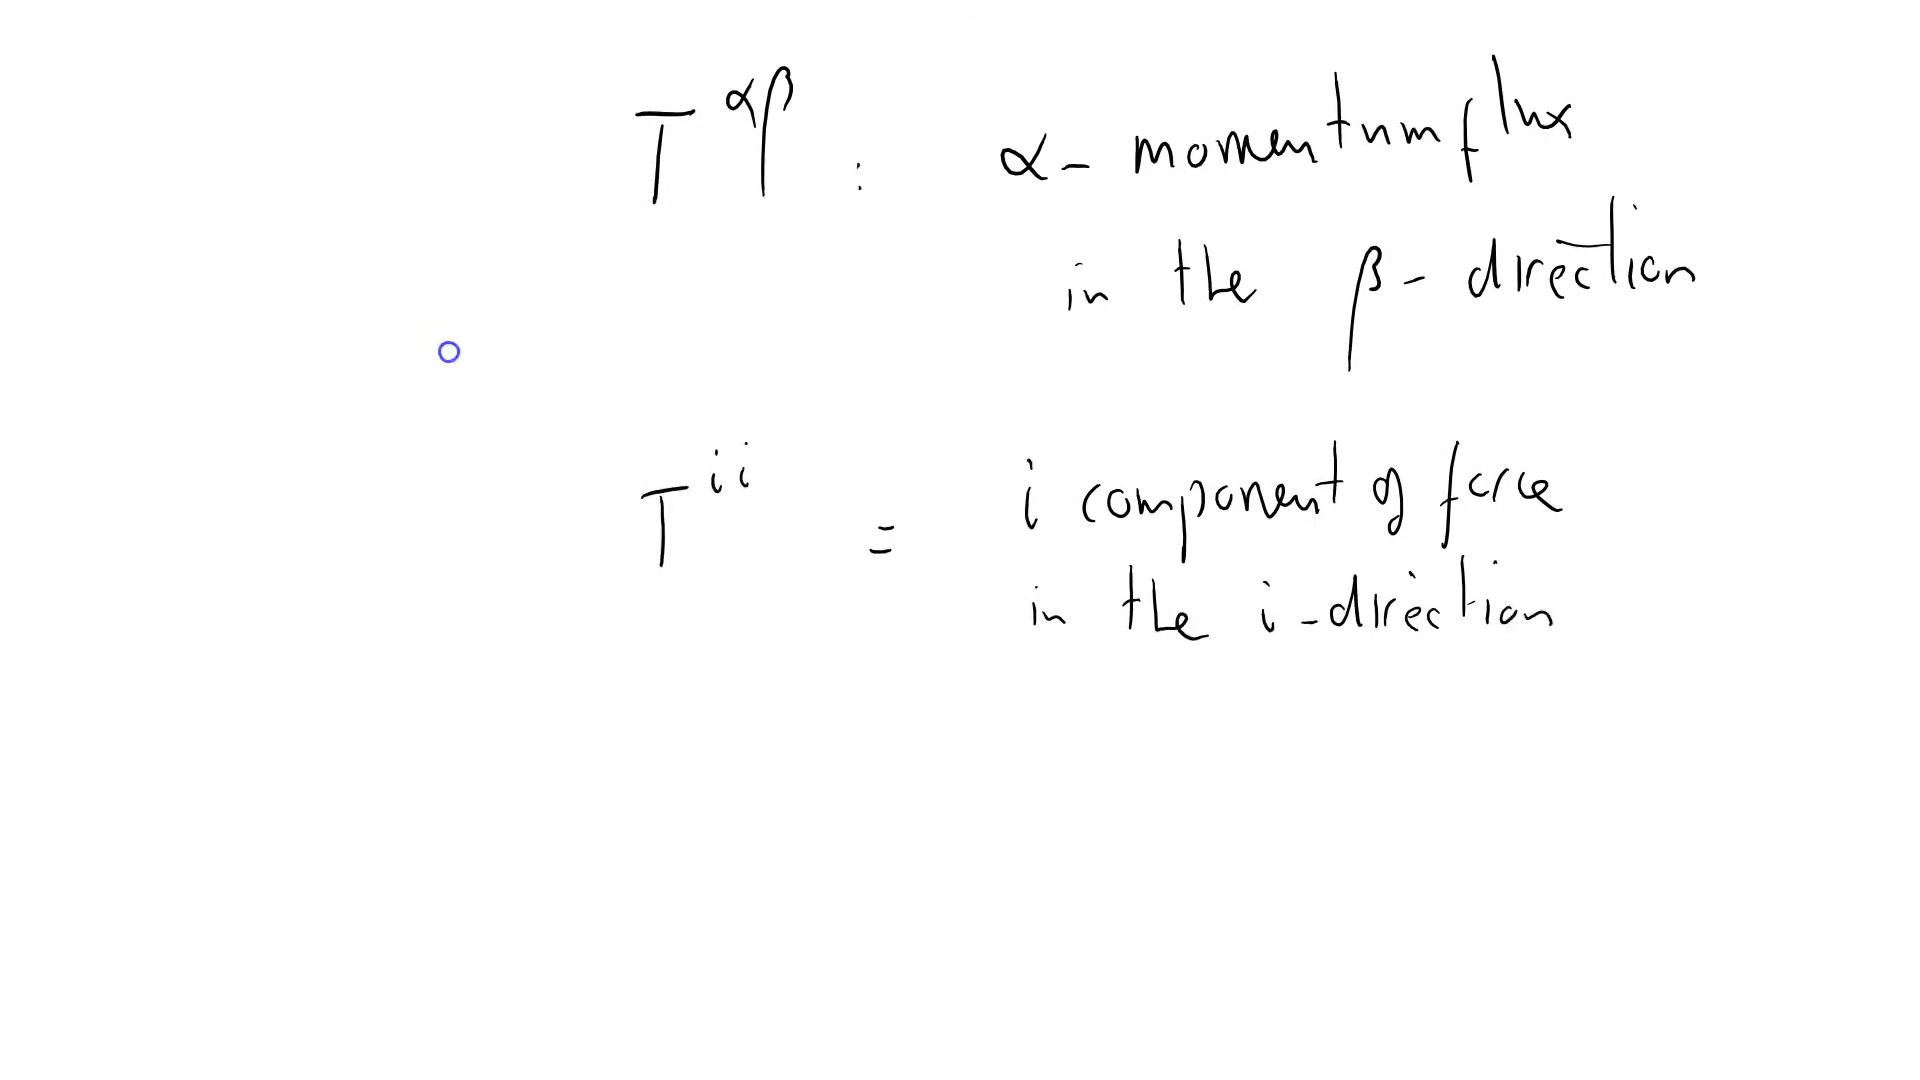 T^αβ : α- momentum flux
in the β- direction
T^ii = i component of force
in the i-direction